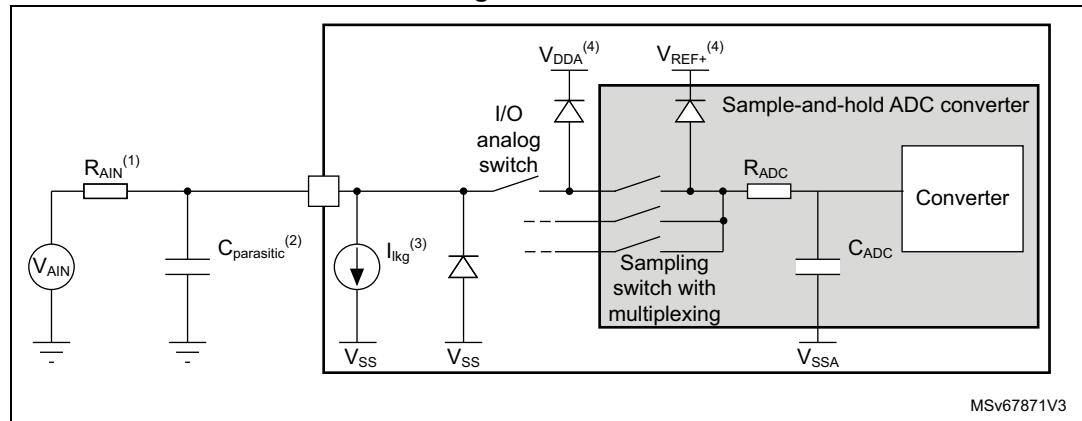 V_DDA^(4)
V_REF+^(4)
Sample-and-hold ADC converter
I/O
analog
switch
R_AIN^(1)
R_ADC
Converter
V_AIN
C_parasitic^(2)
I_lkg^(3)
C_ADC
Sampling
switch with
multiplexing
V_SS
V_SS
V_SSA
MSv67871V3